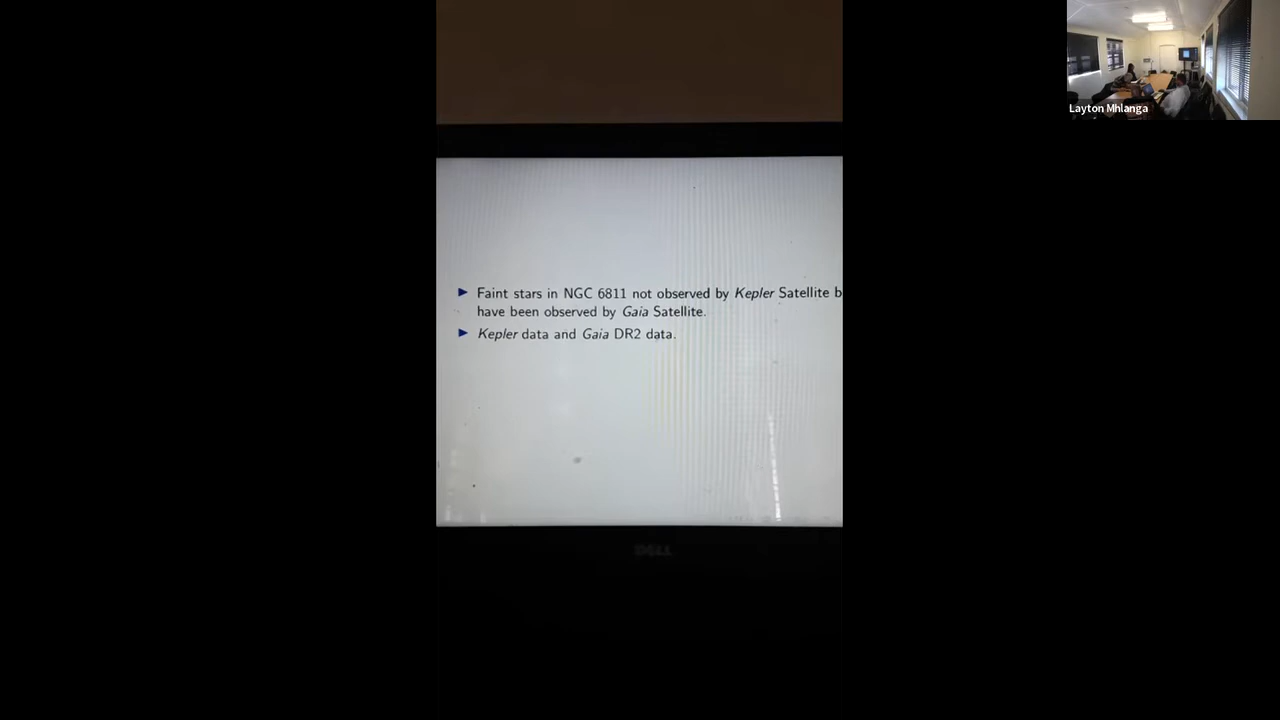 Layton Mhlanga
Faint stars in NGC 6811 not observed by Kepler Satellite
have been observed by Gaia Satellite.
Kepler data and Gaia DR2 data.
DELL